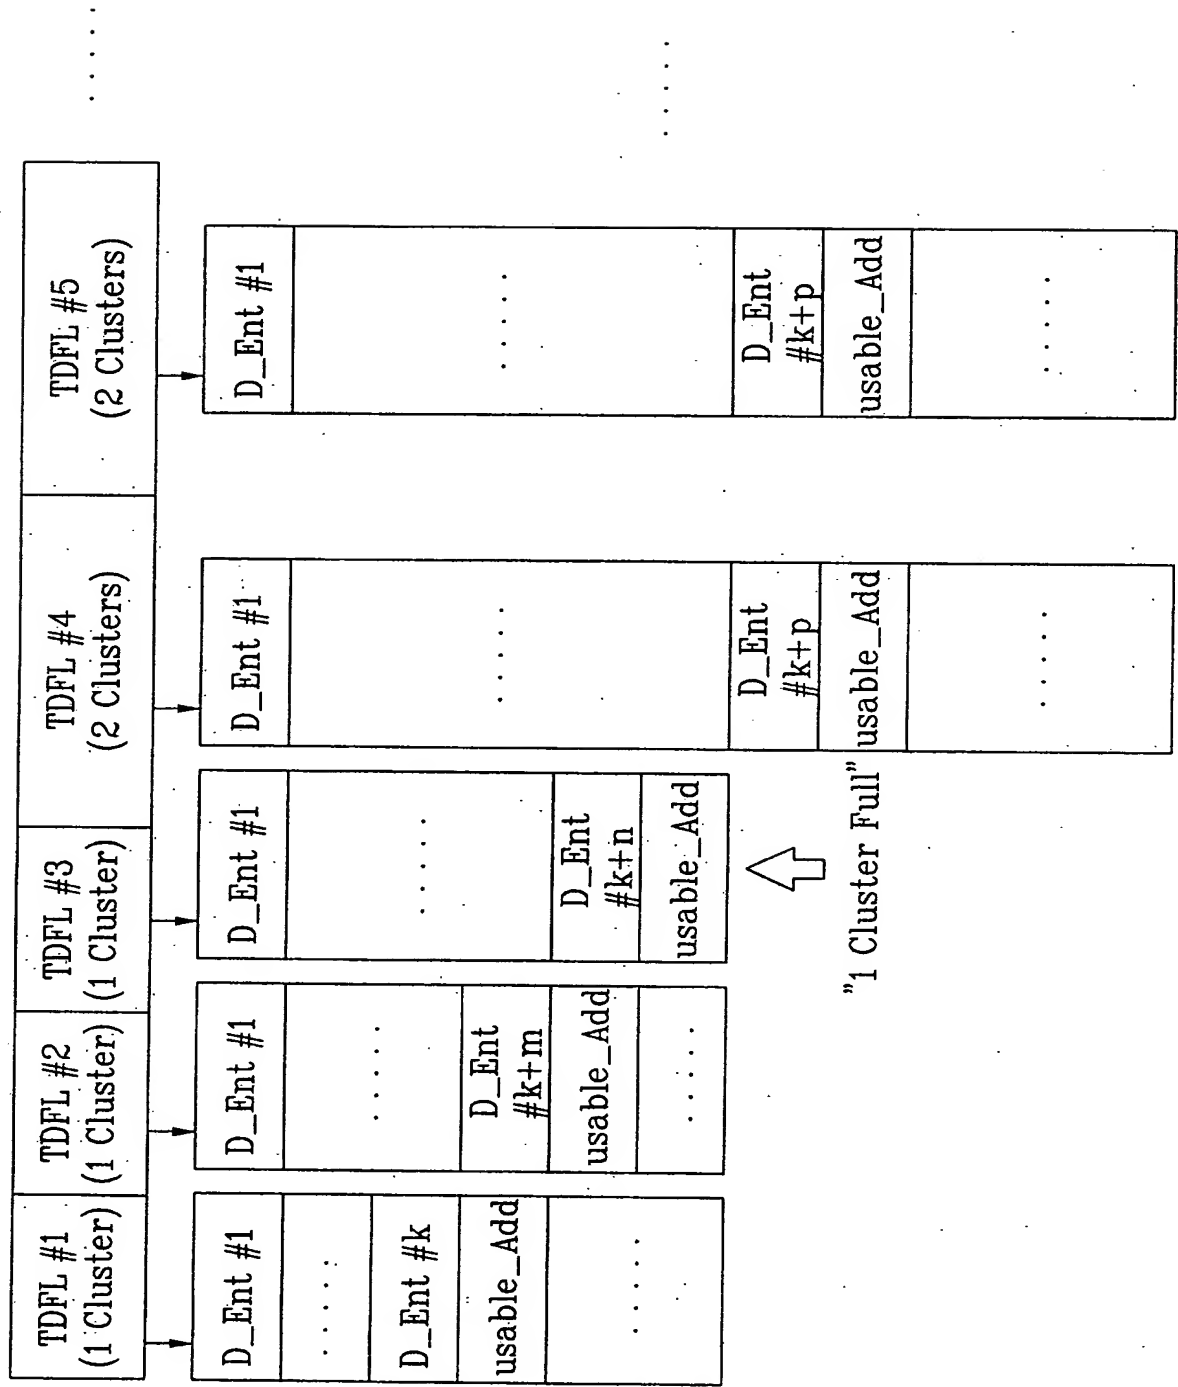 TDFL #1
(1 Cluster)
TDFL #2
(1 Cluster)
TDFL #3
(1 Cluster)
TDFL #4
(2 Clusters)
TDFL #5
(2 Clusters)
.....
D_Ent #1
.....
D_Ent #k
usable_Add
.....
D_Ent #1
.....
D_Ent
#k+m
usable_Add
.....
D_Ent #1
.....
D_Ent
#k+n
usable_Add
"1 Cluster Full"
D_Ent #1
.....
D_Ent
#k+p
usable_Add
.....
D_Ent #1
.....
D_Ent
#k+p
usable_Add
.....
.....